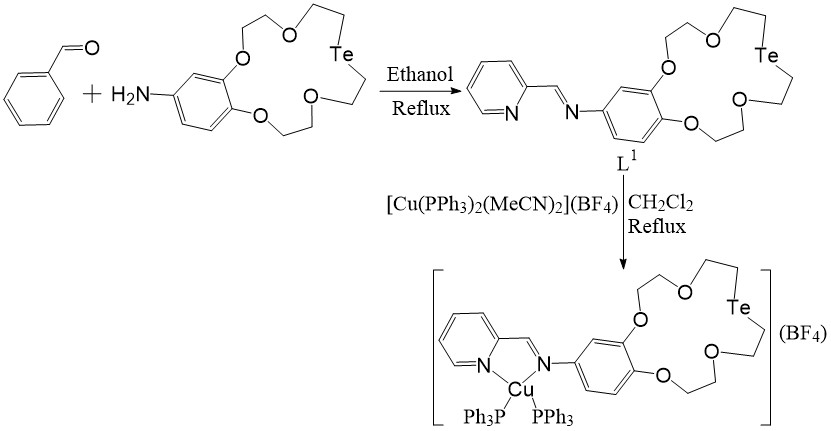 O
O
Te
O
O
H2N
O
Ethanol
Reflux
N
N
O
O
Te
O
O
L1
[Cu(PPh3)2(MeCN)2](BF4)
CH2Cl2
Reflux
O
O
Te
O
O
N
N
Cu
Ph3P
PPh3
(BF4)